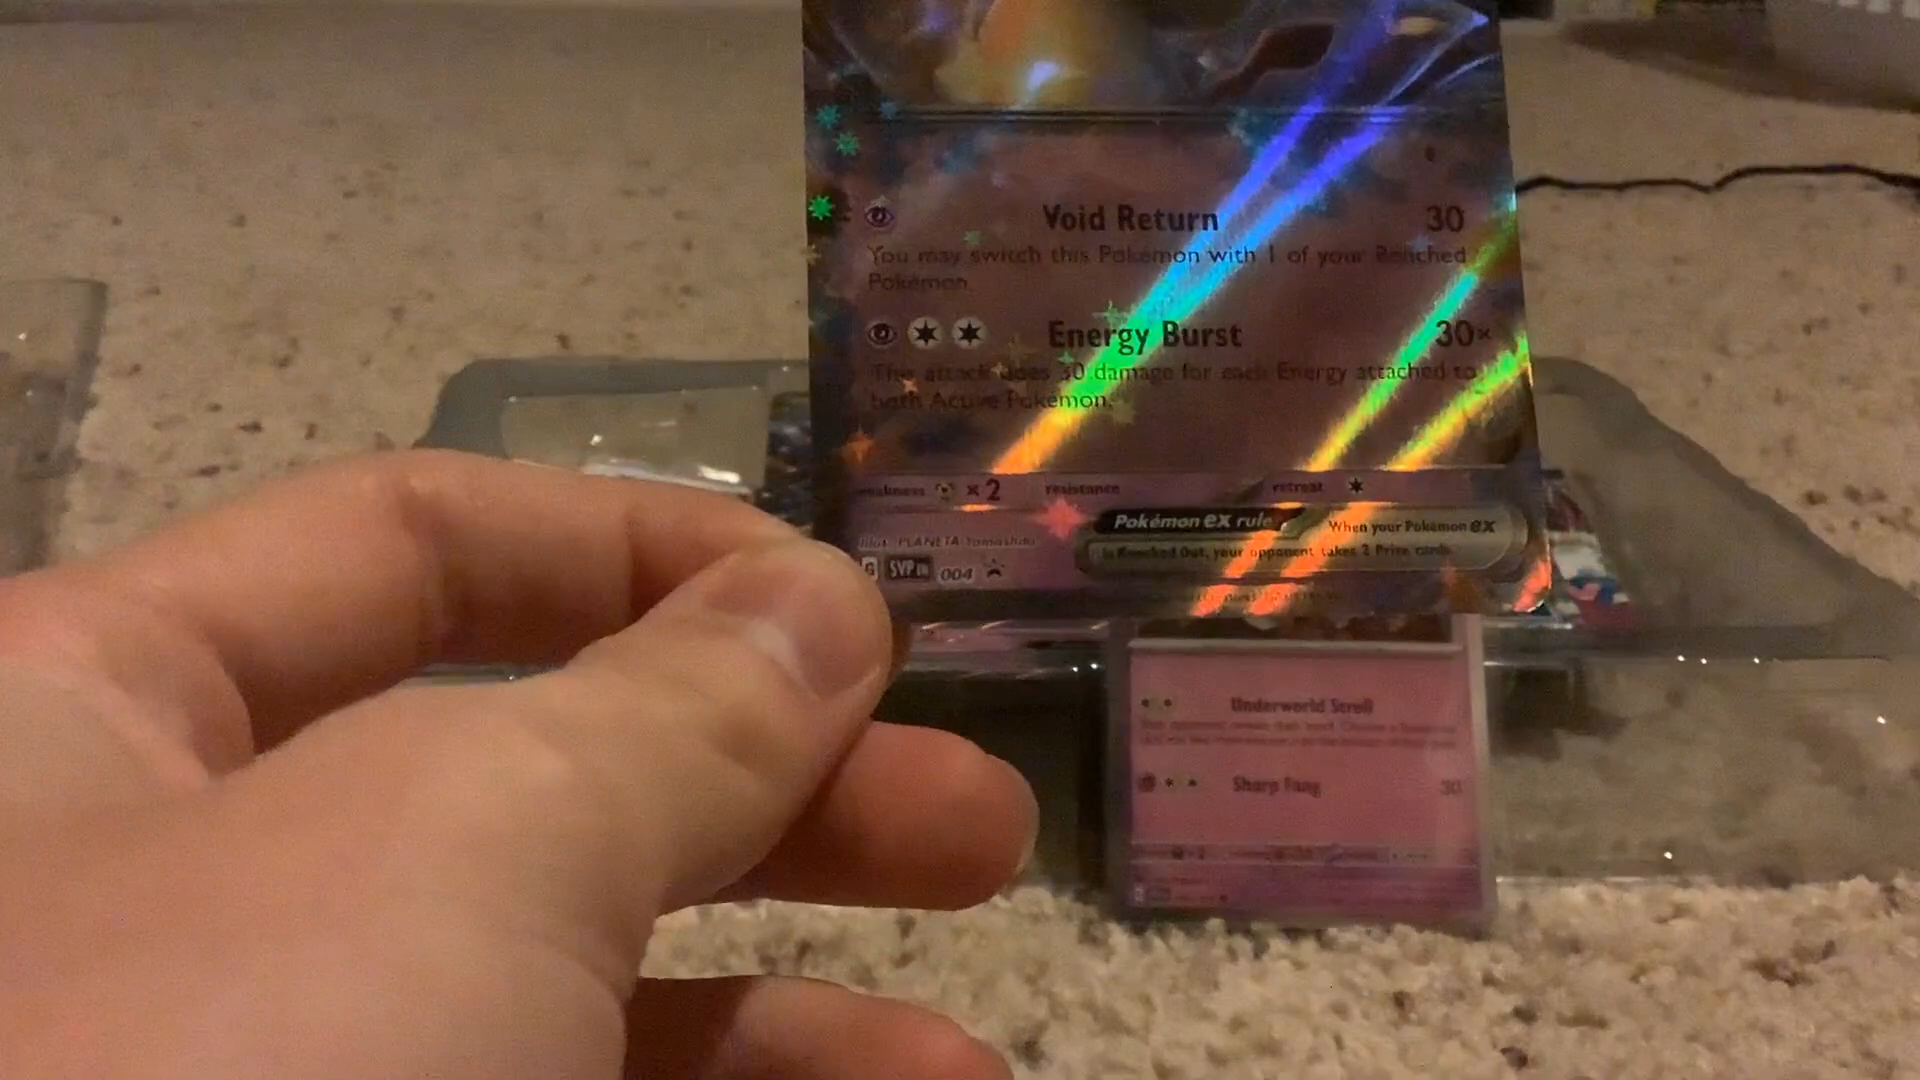 Void Return 30
You may switch this Pokémon with 1 of your Benched
Pokémon.
Energy Burst 30×
This attack does 30 damage for each Energy attached to
both Active Pokémon.
weakness ×2 resistance retreat
Pokémon ex rule When your Pokémon ex
is Knocked Out, your opponent takes 2 Prize cards.
Illus. PLANETA Yamashita
G SVP EN 004
Underworld Scroll
Sharp Fang 30